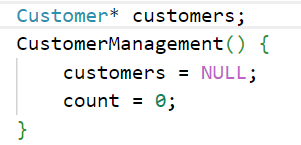 Customer* customers;
CustomerManagement() {
    customers = NULL;
    count = 0;
}